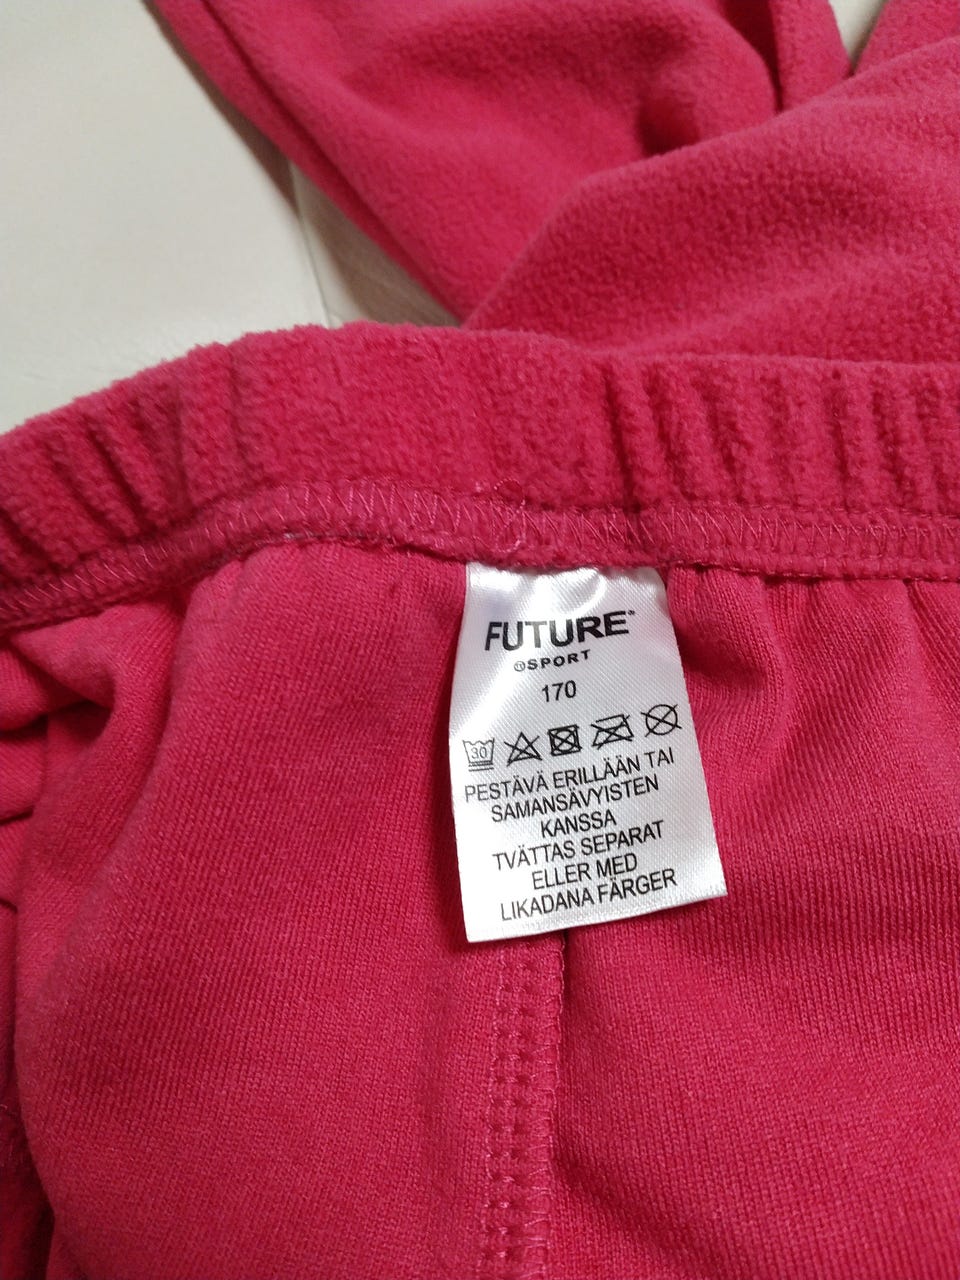 FUTURE
SPORT
170
30
PESTÄVÄ ERILLÄÄN TAI
SAMANSÄVYISTEN
KANSSA
TVÄTTAS SEPARAT
ELLER MED
LIKADANA FÄRGER